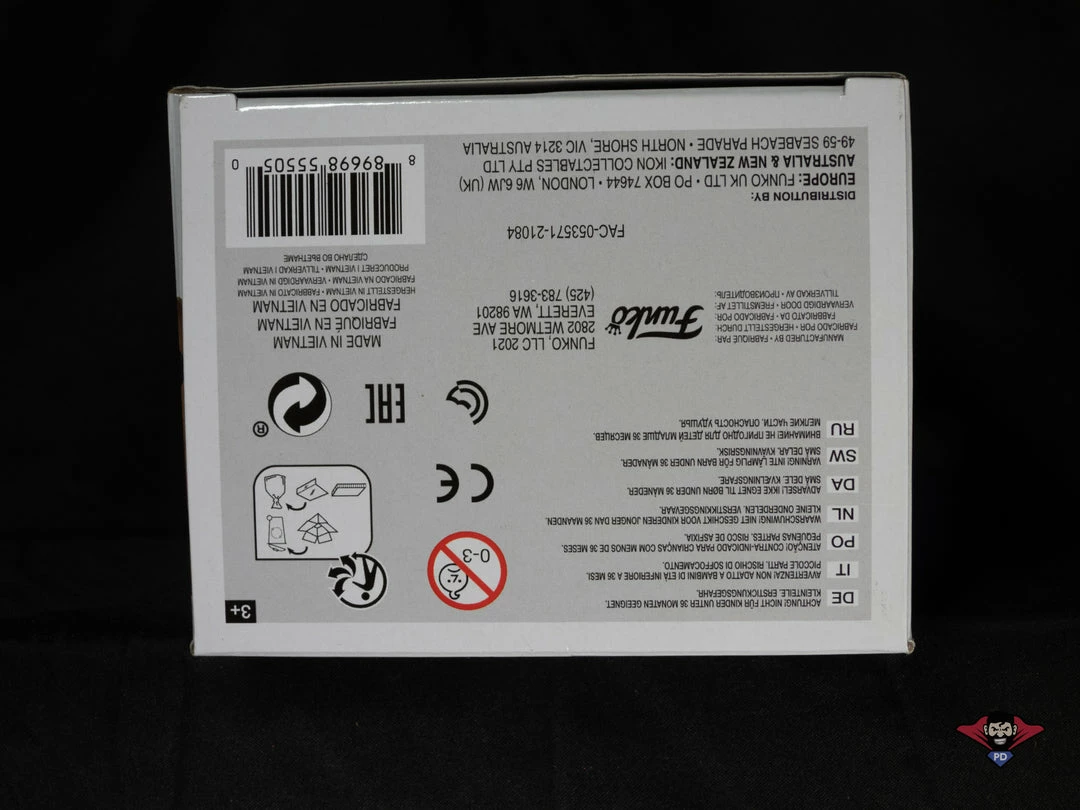 DE
ACHTUNG! NICHT FÜR KINDER UNTER 36 MONATEN GEEIGNET.
KLEINTEILE. ERSTICKUNGSGEFAHR.
IT
AVVERTENZA! NON ADATTO A BAMBINI DI ETÀ INFERIORE A 36 MESI.
PICCOLE PARTI. RISCHIO DI SOFFOCAMENTO.
PO
ATENÇÃO! CONTRA-INDICADO PARA CRIANÇAS COM MENOS DE 36 MESES.
PEQUENAS PARTES. RISCO DE ASFIXIA.
NL
WAARSCHUWING! NIET GESCHIKT VOOR KINDEREN JONGER DAN 36 MAANDEN.
KLEINE ONDERDELEN. VERSTIKKINGSGEVAAR.
DA
ADVARSEL! IKKE EGNET TIL BØRN UNDER 36 MÅNEDER.
SMÅ DELE. KVÆLNINGSFARE.
SW
VARNING! INTE LÄMPLIG FÖR BARN UNDER 36 MÅNADER.
SMÅ DELAR. KVÄVNINGSRISK.
RU
ВНИМАНИЕ! НЕ ПРИГОДНО ДЛЯ ДЕТЕЙ МЛАДШЕ 36 МЕСЯЦЕВ.
МЕЛКИЕ ЧАСТИ. ОПАСНОСТЬ УДУШЬЯ.
0-3
3+
CE
EAC
®
MANUFACTURED BY • FABRIQUÉ PAR:
FABRICADO POR • HERGESTELLT DURCH:
FABBRICATO DA • FABRICADO POR:
VERVAARDIGD DOOR • FREMSTILLET AF:
TILLVERKAD AV • ПРОИЗВОДИТЕЛЬ:
Funko
FUNKO, LLC 2021
2802 WETMORE AVE
EVERETT, WA 98201
(425) 783-3616
MADE IN VIETNAM
FABRIQUÉ EN VIETNAM
FABRICADO EN VIETNAM
HERGESTELLT IN VIETNAM • FABBRICATO IN VIETNAM
FABRICADO NA VIETNAM • VERVAARDIGD IN VIETNAM
PRODUCERET I VIETNAM • TILLVERKAD I VIETNAM
СДЕЛАНО ВО ВЬЕТНАМЕ
FAC-053571-21084
DISTRIBUTION BY:
EUROPE: FUNKO UK LTD • PO BOX 74644 • LONDON, W6 6JW (UK)
AUSTRALIA & NEW ZEALAND: IKON COLLECTABLES PTY LTD
49-59 SEABEACH PARADE • NORTH SHORE, VIC 3214 AUSTRALIA
8 89698 55505 0
PD